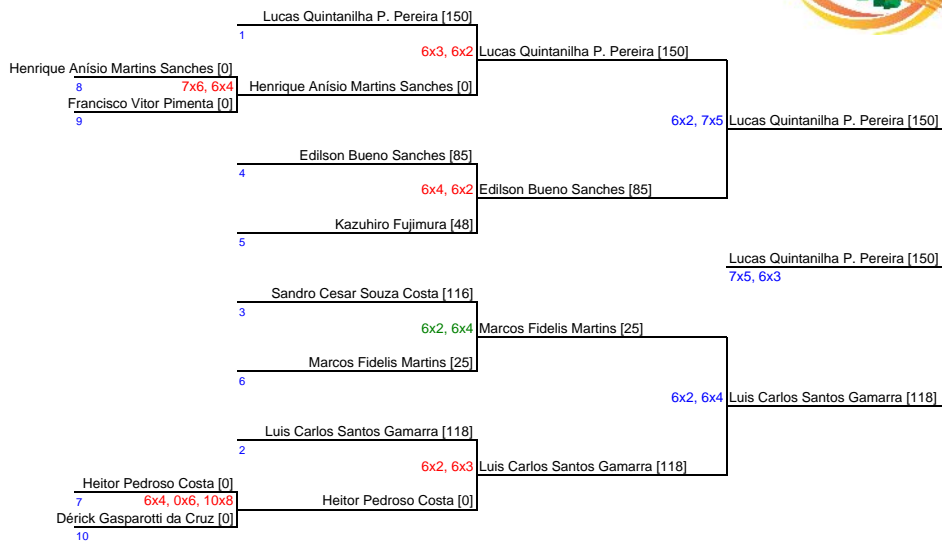 Lucas Quintanilha P. Pereira [150]
1
6x3, 6x2 Lucas Quintanilha P. Pereira [150]
Henrique Anísio Martins Sanches [0]
8 7x6, 6x4 Henrique Anísio Martins Sanches [0]
Francisco Vitor Pimenta [0]
9
6x2, 7x5 Lucas Quintanilha P. Pereira [150]
Edilson Bueno Sanches [85]
4
6x4, 6x2 Edilson Bueno Sanches [85]
Kazuhiro Fujimura [48]
5
Lucas Quintanilha P. Pereira [150]
7x5, 6x3
Sandro Cesar Souza Costa [116]
3
6x2, 6x4 Marcos Fidelis Martins [25]
Marcos Fidelis Martins [25]
6
6x2, 6x4 Luis Carlos Santos Gamarra [118]
Luis Carlos Santos Gamarra [118]
2
6x2, 6x3 Luis Carlos Santos Gamarra [118]
Heitor Pedroso Costa [0]
7 6x4, 0x6, 10x8 Heitor Pedroso Costa [0]
Dérick Gasparotti da Cruz [0]
10